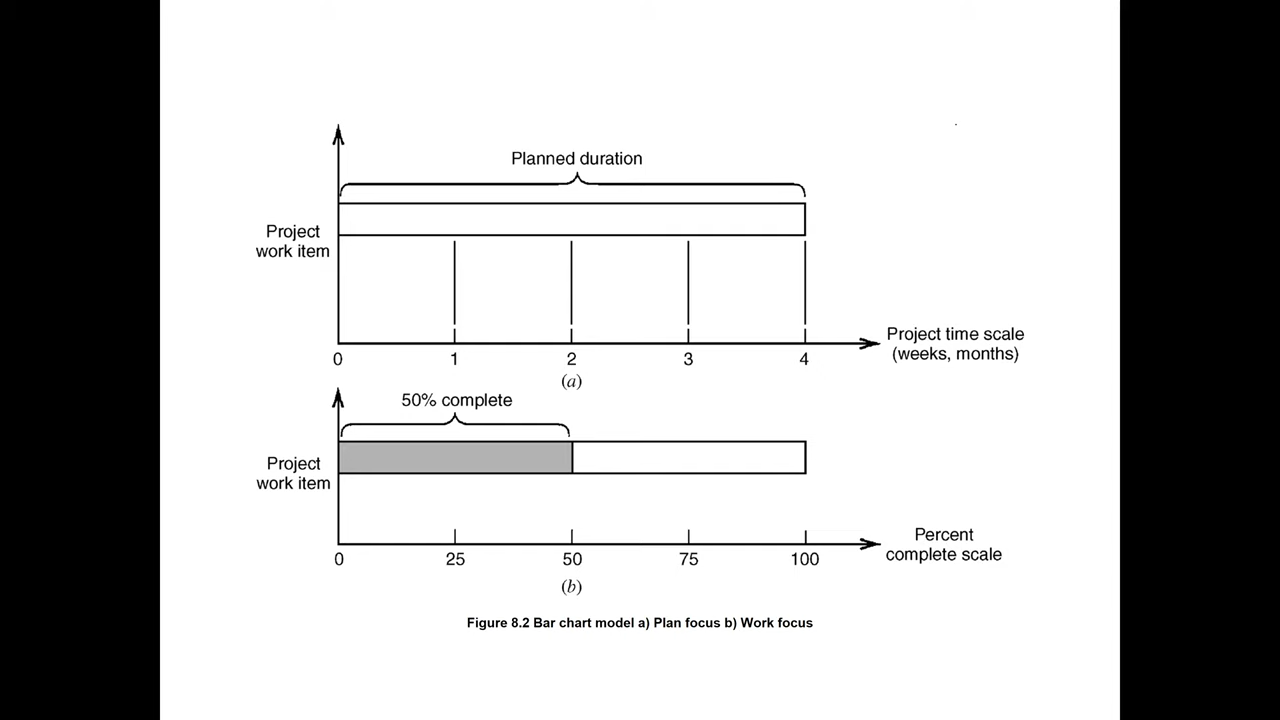 Planned duration
Project
work item
Project time scale
(weeks, months)
0 1 2 3 4
(a)
50% complete
Project
work item
Percent
complete scale
0 25 50 75 100
(b)
Figure 8.2 Bar chart model a) Plan focus b) Work focus